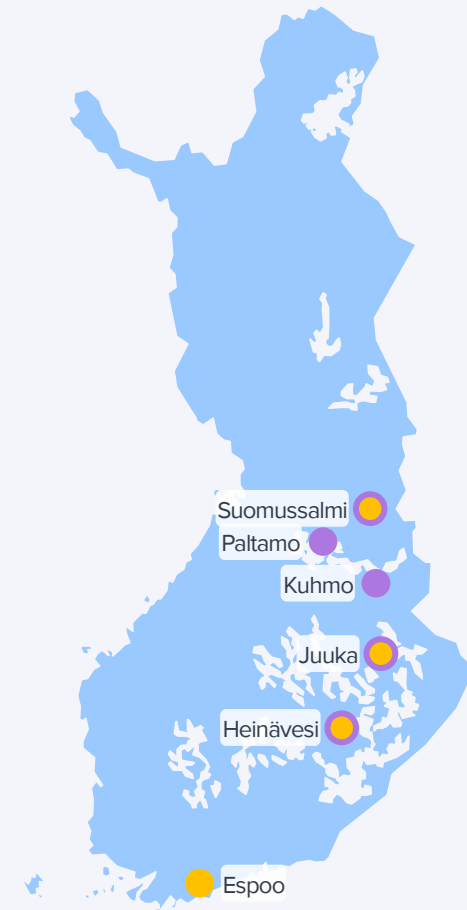 Suomussalmi
Paltamo
Kuhmo
Juuka
Heinävesi
Espoo